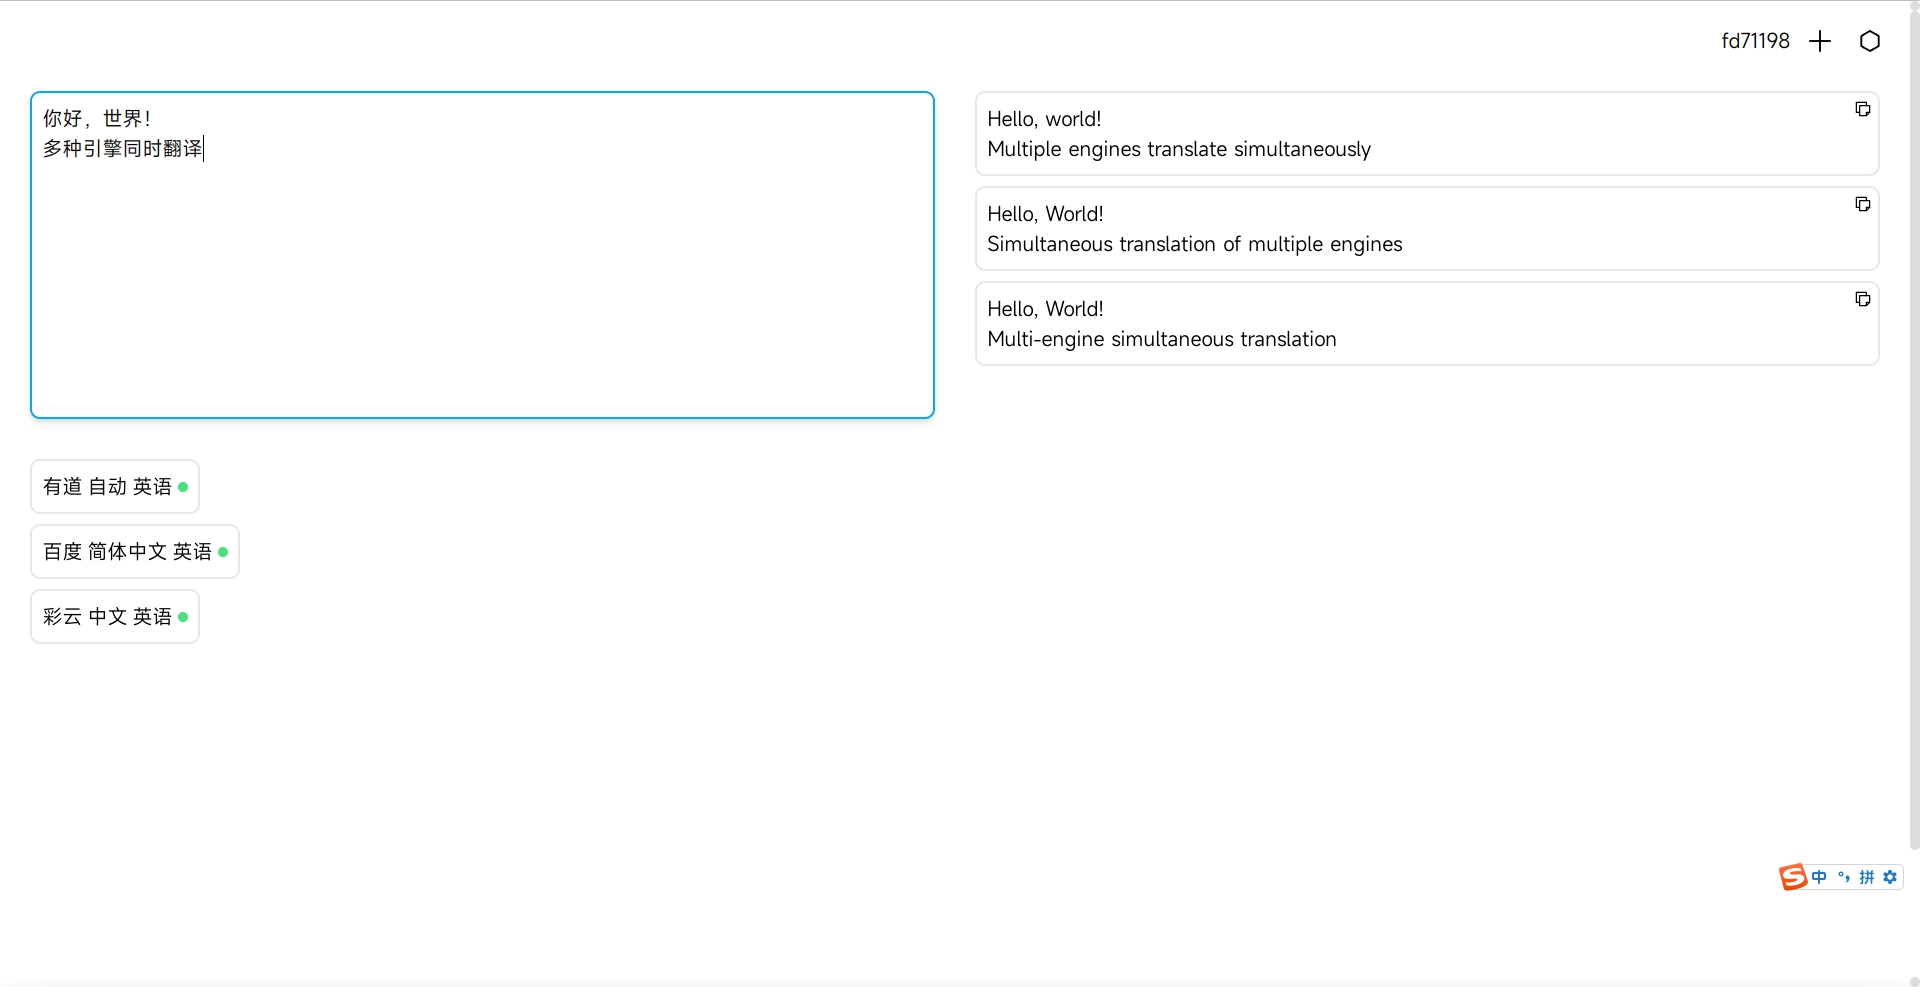 fd71198
你好，世界！
多种引擎同时翻译
Hello, world!
Multiple engines translate simultaneously
Hello, World!
Simultaneous translation of multiple engines
Hello, World!
Multi-engine simultaneous translation
有道 自动 英语
百度 简体中文 英语
彩云 中文 英语
S 中 °, 拼